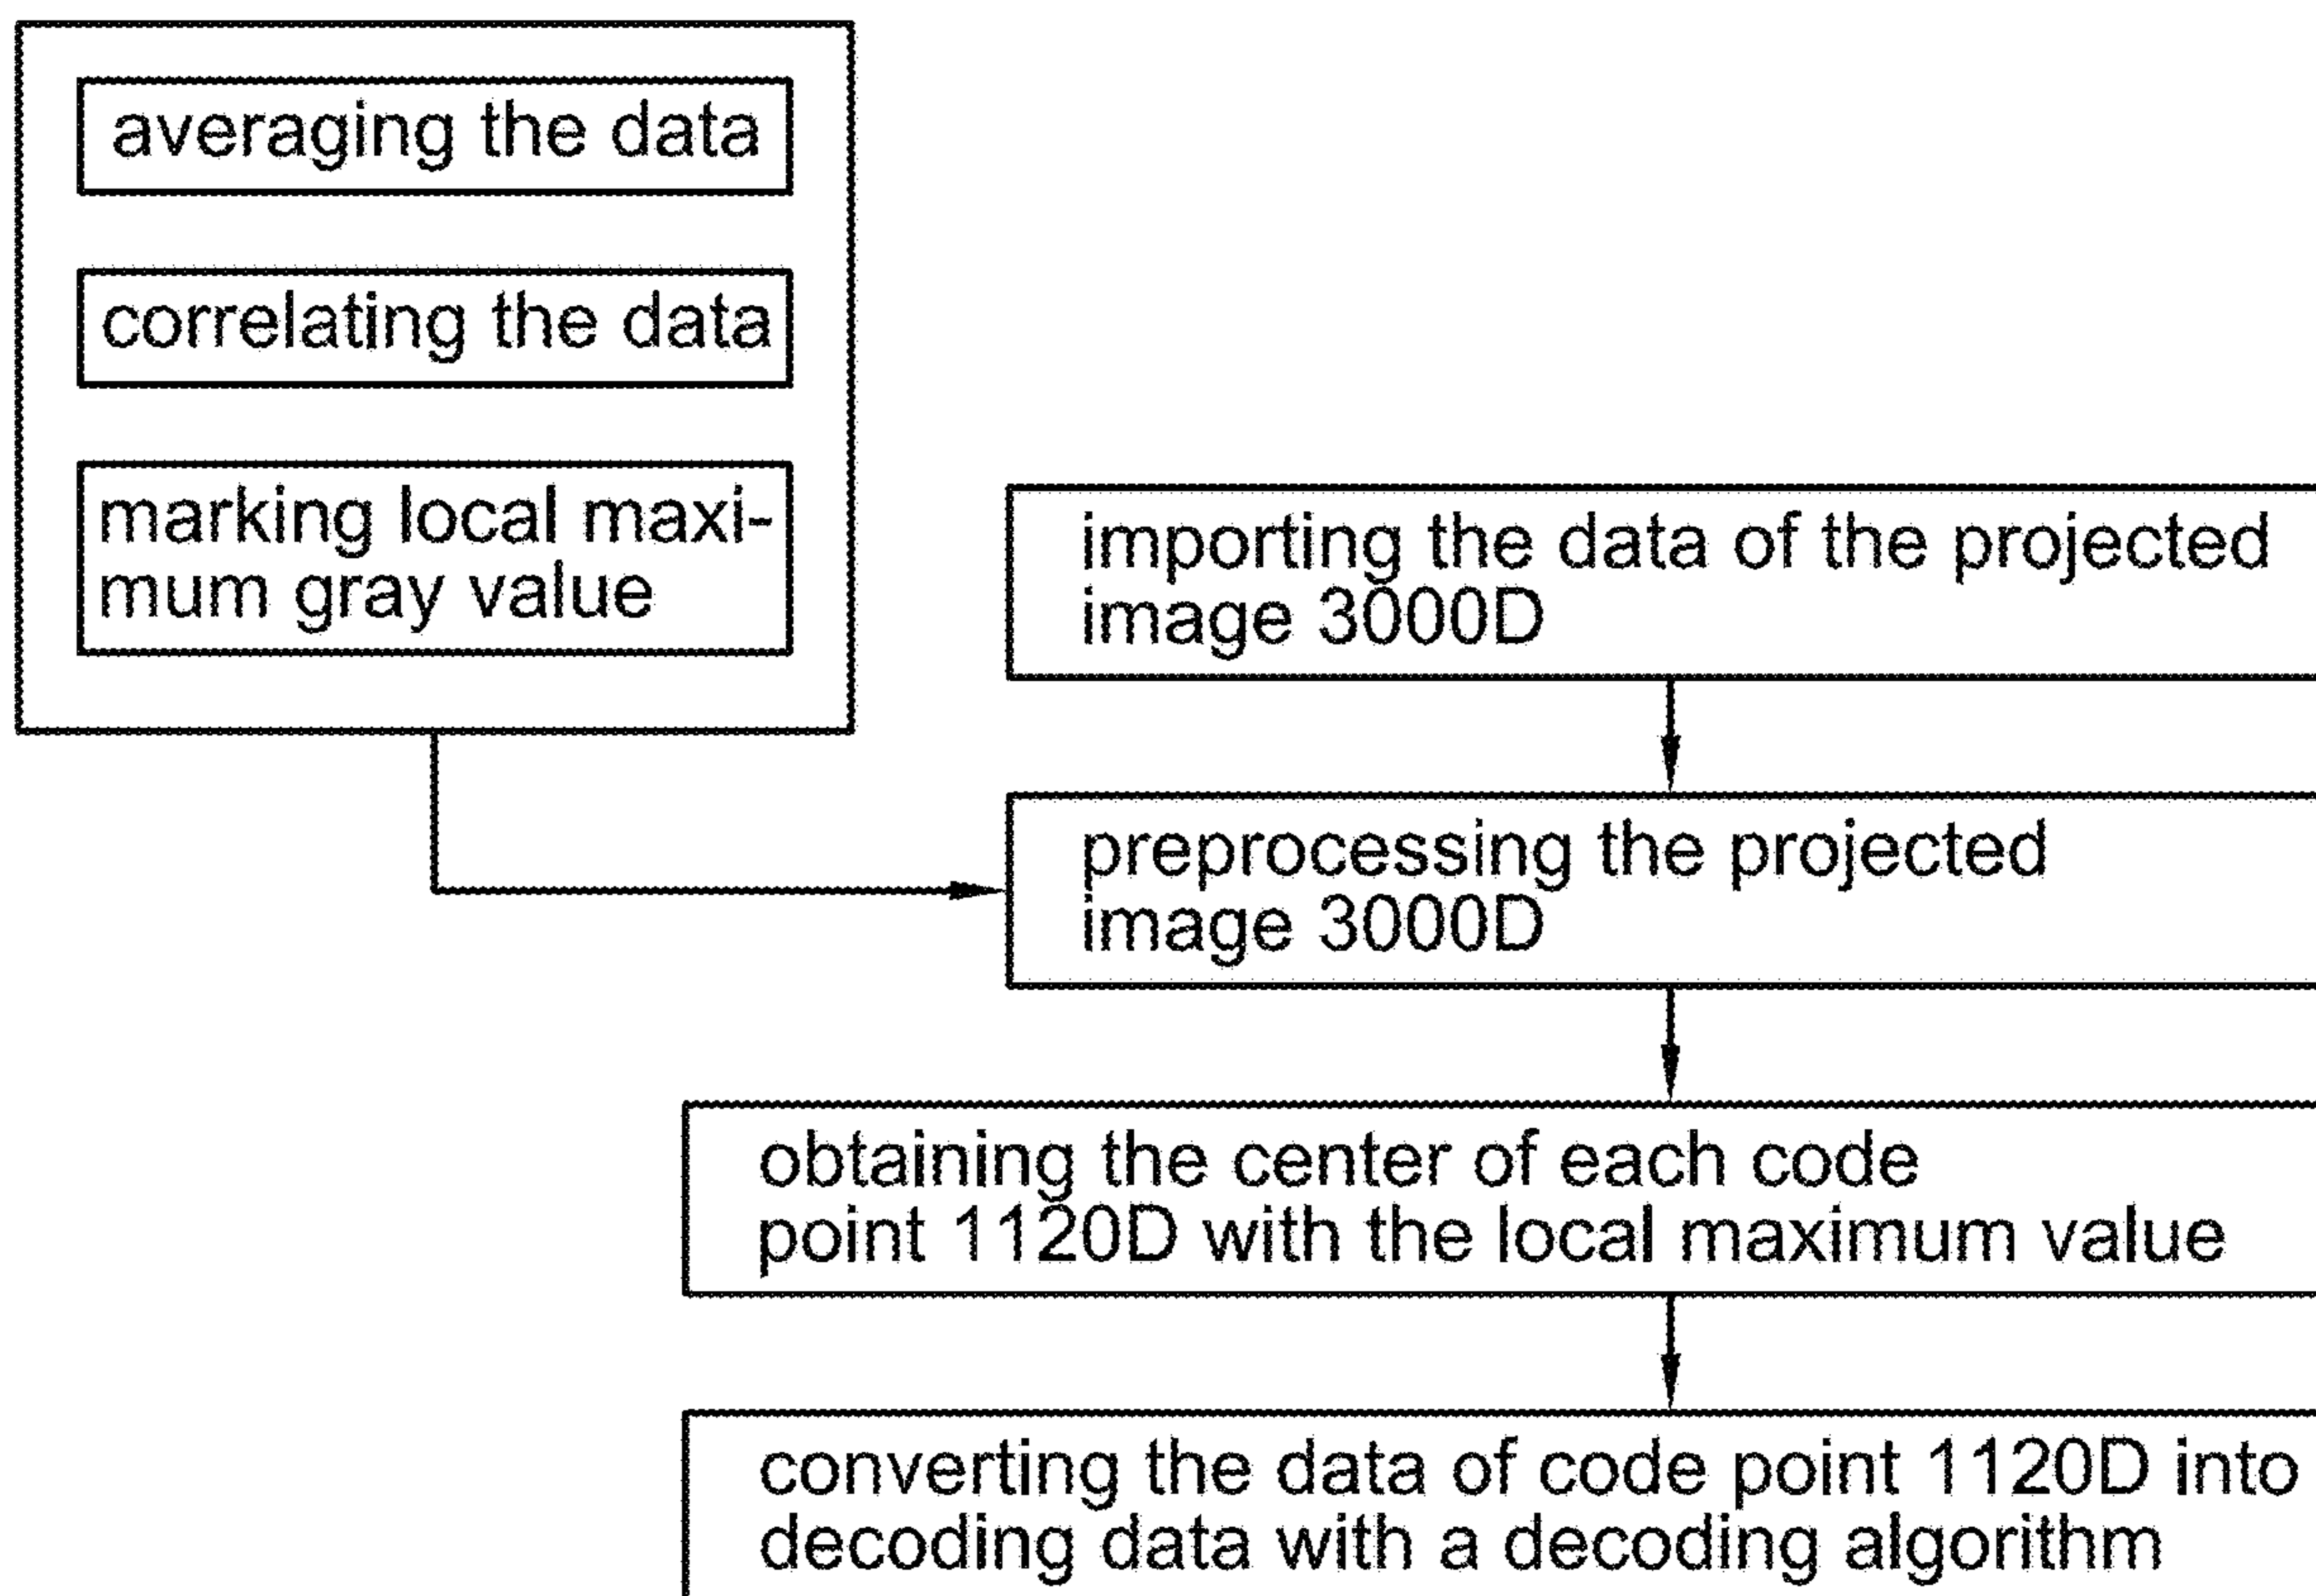 averaging the data
correlating the data
marking local maxi-
mum gray value
importing the data of the projected
image 3000D
preprocessing the projected
image 3000D
obtaining the center of each code
point 1120D with the local maximum value
converting the data of code point 1120D into
decoding data with a decoding algorithm